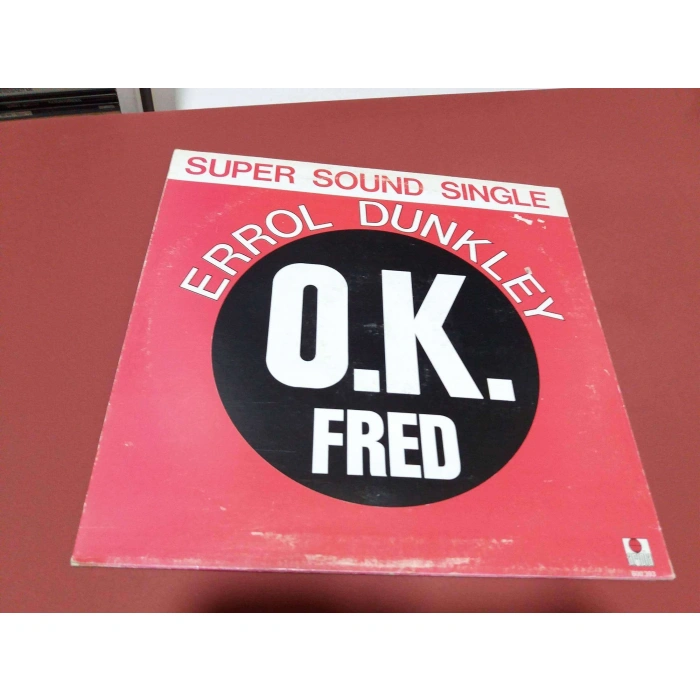 SUPER SOUND SINGLE
ERROL DUNKLEY
O.K.
FRED